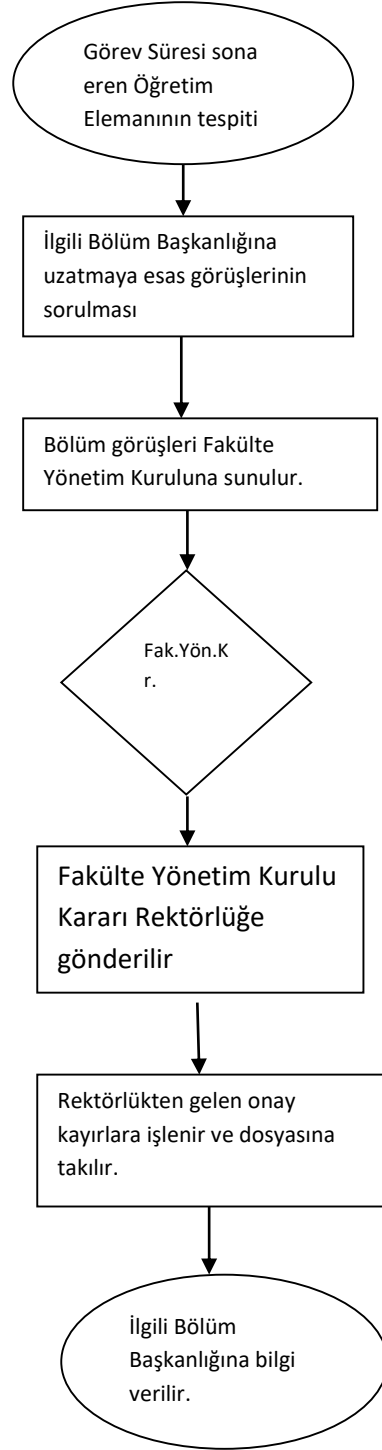 Görev Süresi sona
eren Öğretim
Elemanının tespiti
İlgili Bölüm Başkanlığına
uzatmaya esas görüşlerinin
sorulması
Bölüm görüşleri Fakülte
Yönetim Kuruluna sunulur.
Fak.Yön.K
r.
Fakülte Yönetim Kurulu
Kararı Rektörlüğe
gönderilir
Rektörlükten gelen onay
kayırlara işlenir ve dosyasına
takılır.
İlgili Bölüm
Başkanlığına bilgi
verilir.